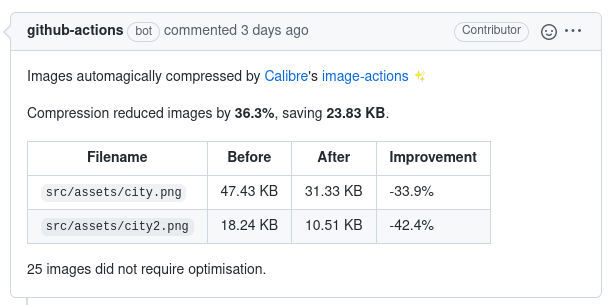 github-actions bot commented 3 days ago Contributor
Images automagically compressed by Calibre's image-actions ✨
Compression reduced images by 36.3%, saving 23.83 KB.
Filename Before After Improvement
src/assets/city.png 47.43 KB 31.33 KB -33.9%
src/assets/city2.png 18.24 KB 10.51 KB -42.4%
25 images did not require optimisation.